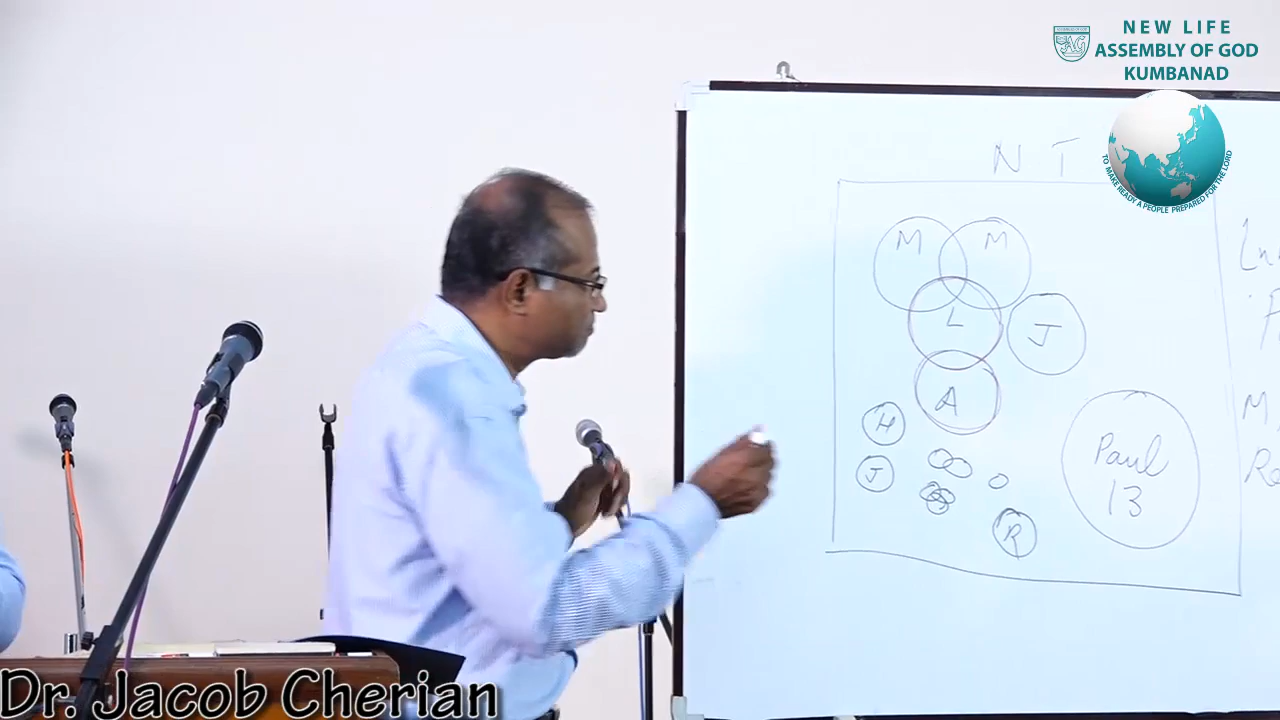 NEW LIFE
ASSEMBLY OF GOD
KUMBANAD
TO MAKE READY A PEOPLE PREPARED FOR THE LORD
N T
M M
L J
A
H
J
R
Paul
13
M
Dr. Jacob Cherian